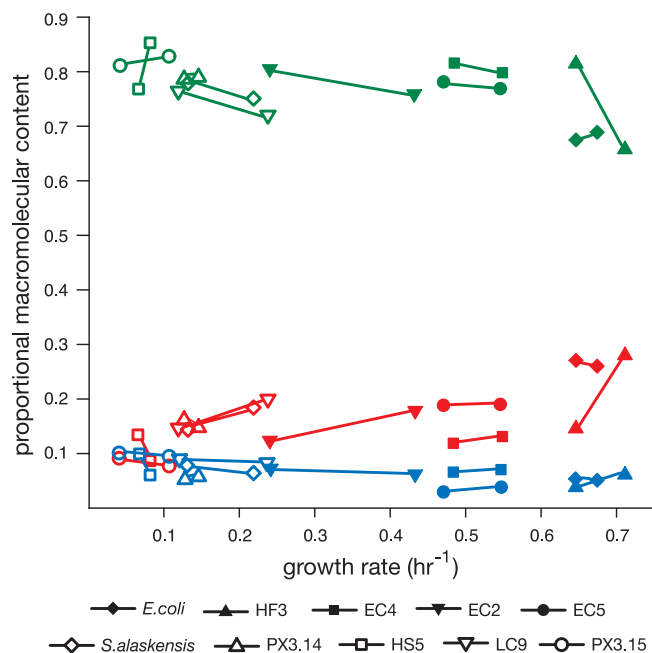 0.9
0.8
0.7
0.6
0.5
0.4
0.3
0.2
0.1
proportional macromolecular content
0.1 0.2 0.3 0.4 0.5 0.6 0.7
growth rate (hr-1)
E.coli HF3 EC4 EC2 EC5
S.alaskensis PX3.14 HS5 LC9 PX3.15